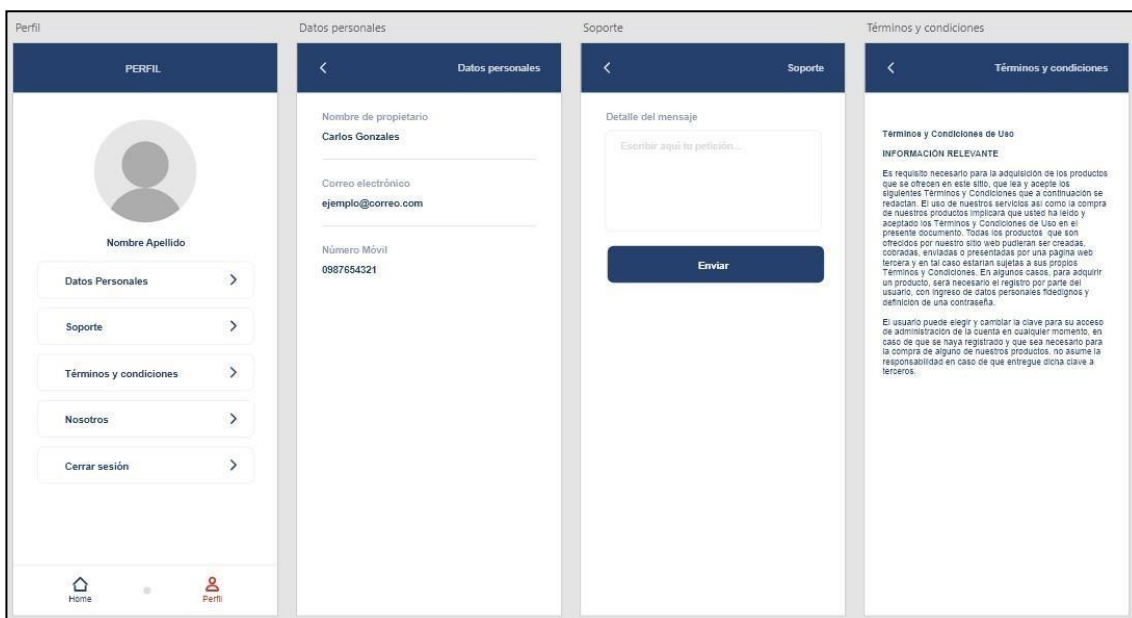 Perfil
PERFIL
Nombre Apellido
Datos Personales
Soporte
Términos y condiciones
Nosotros
Cerrar sesión
Home
Perfil
Datos personales
Datos personales
Nombre de propietario
Carlos Gonzales
Correo electrónico
ejemplo@correo.com
Número Móvil
0987654321
Soporte
Soporte
Detalle del mensaje
Escribir aquí tu petición...
Enviar
Términos y condiciones
Términos y condiciones
Términos y Condiciones de Uso
INFORMACIÓN RELEVANTE
Es requisito necesario para la adquisición de los productos
que se ofrecen en este sitio, que lea y acepte los
siguientes Términos y Condiciones que a continuación se
redactan. El uso de nuestros servicios así como la compra
de nuestros productos implicará que usted ha leído y
aceptado los Términos y Condiciones de Uso en el
presente documento. Todas los productos que son
ofrecidos por nuestro sitio web pudieran ser creadas,
cobradas, enviadas o presentadas por una página web
tercera y en tal caso estarían sujetas a sus propios
Términos y Condiciones. En algunos casos, para adquirir
un producto, será necesario el registro por parte del
usuario, con ingreso de datos personales fidedignos y
definición de una contraseña.
El usuario puede elegir y cambiar la clave para su acceso
de administración de la cuenta en cualquier momento, en
caso de que se haya registrado y que sea necesario para
la compra de alguno de nuestros productos. no asume la
responsabilidad en caso de que entregue dicha clave a
terceros.